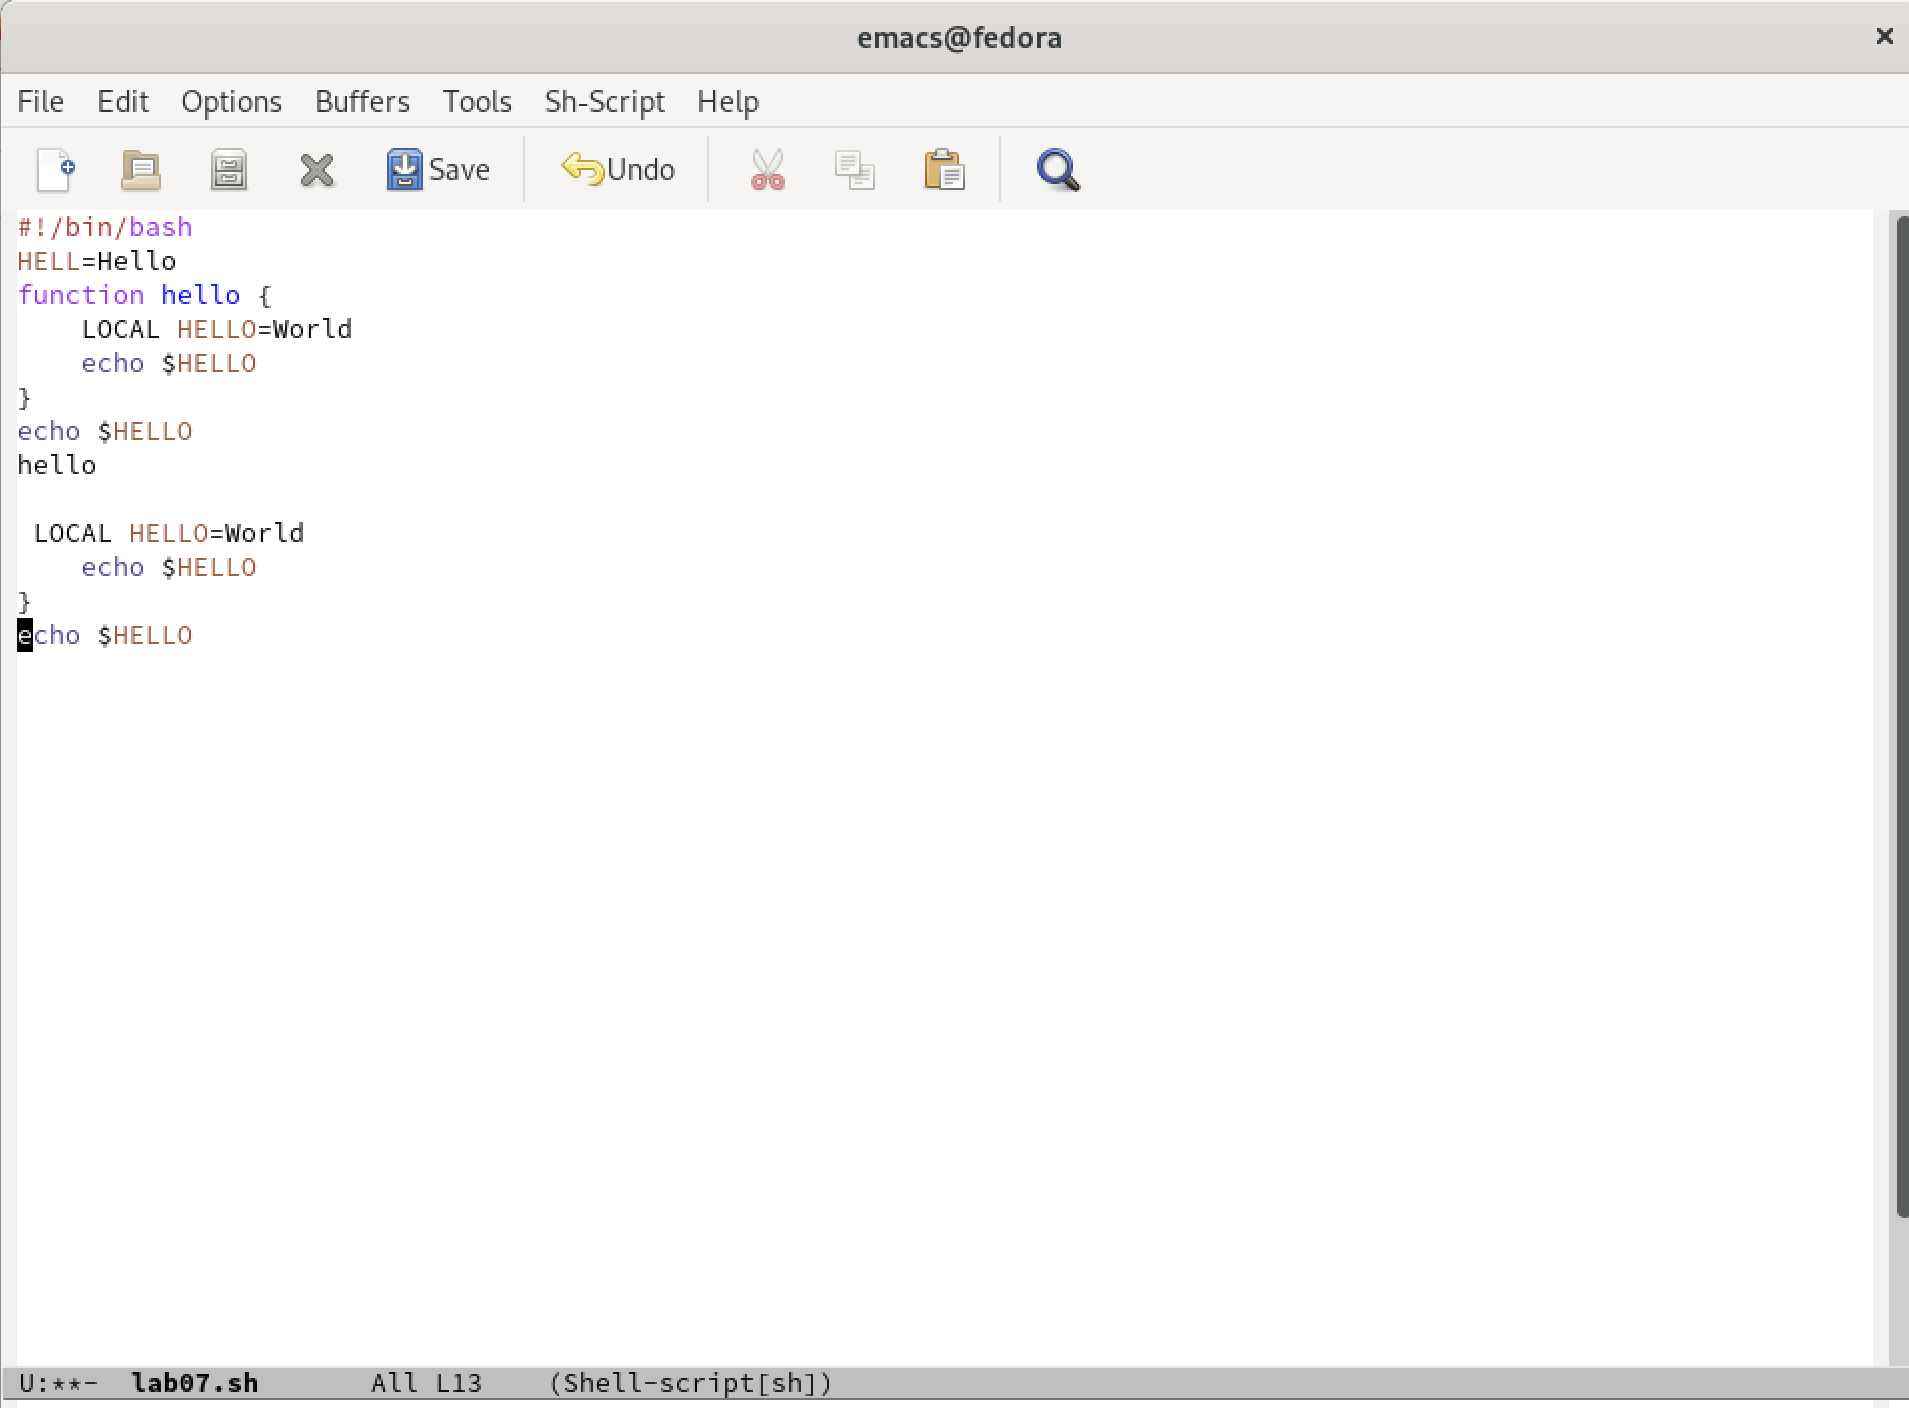 emacs@fedora
File Edit Options Buffers Tools Sh-Script Help
Save Undo
#!/bin/bash
HELL=Hello
function hello {
    LOCAL HELLO=World
    echo $HELLO
}
echo $HELLO
hello

 LOCAL HELLO=World
    echo $HELLO
}
echo $HELLO
U:**-  lab07.sh       All L13    (Shell-script[sh])